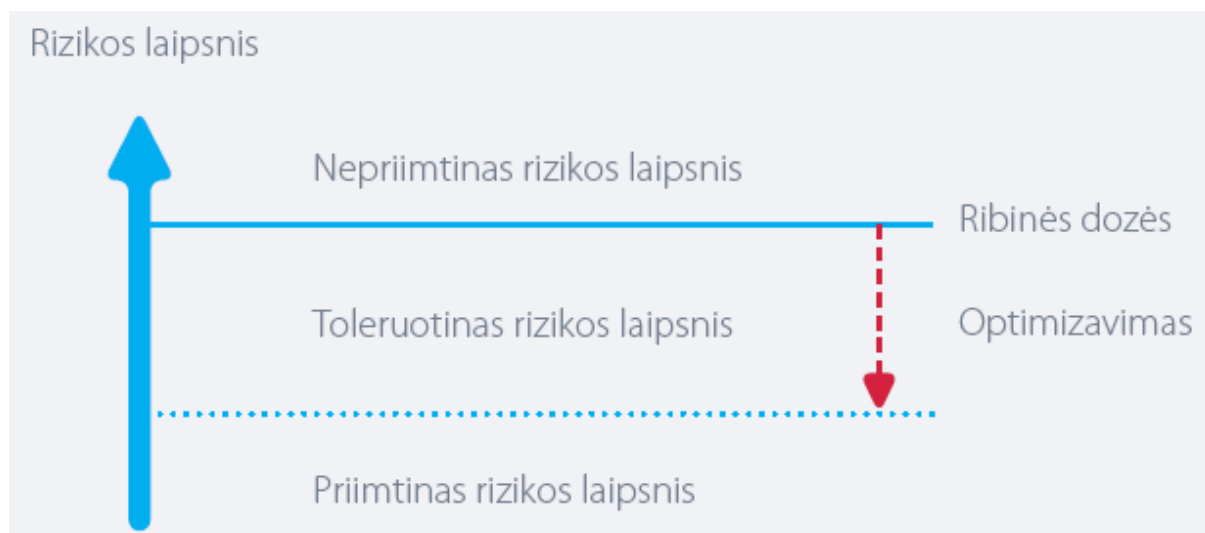 Rizikos laipsnis
Nepriimtinas rizikos laipsnis
Ribinės dozės
Toleruotinas rizikos laipsnis
Optimizavimas
Priimtinas rizikos laipsnis